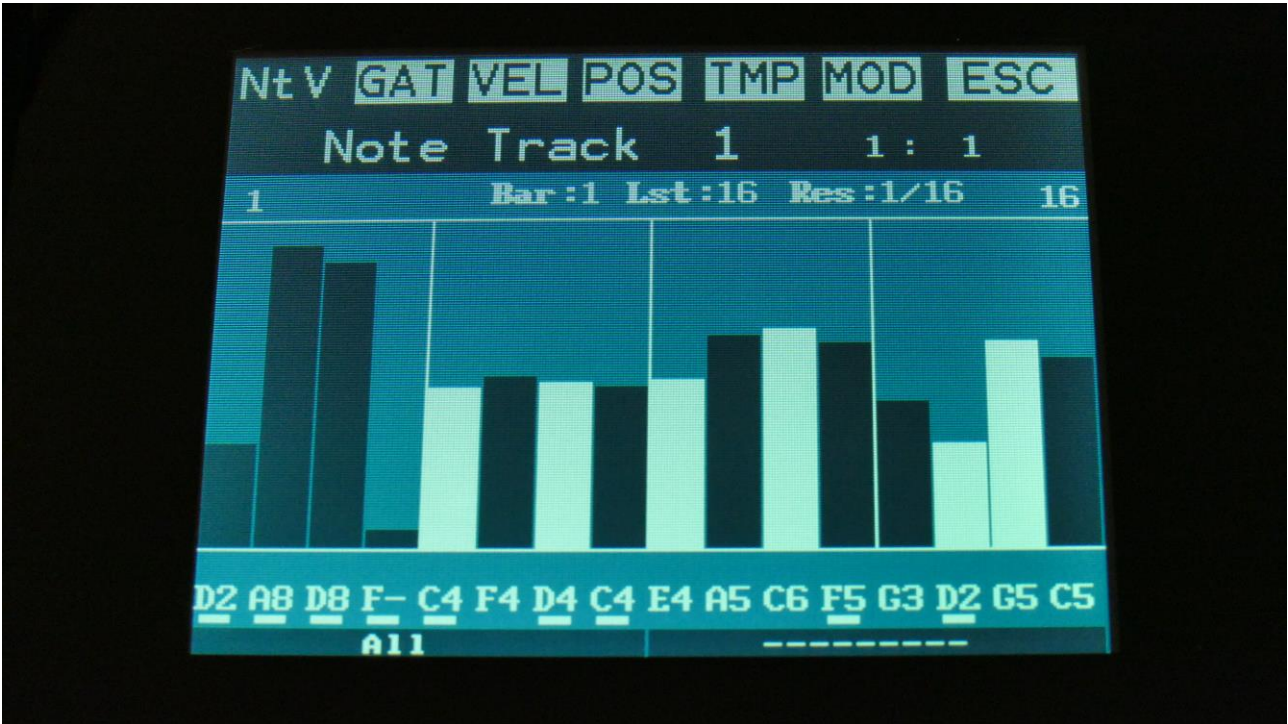 NtV GAT VEL POS TMP MOD ESC
Note Track 1 1: 1
1 Bar:1 Lst:16 Res:1/16 16
D2 A8 D8 F- C4 F4 D4 C4 E4 A5 C6 F5 G3 D2 G5 C5
All ---------